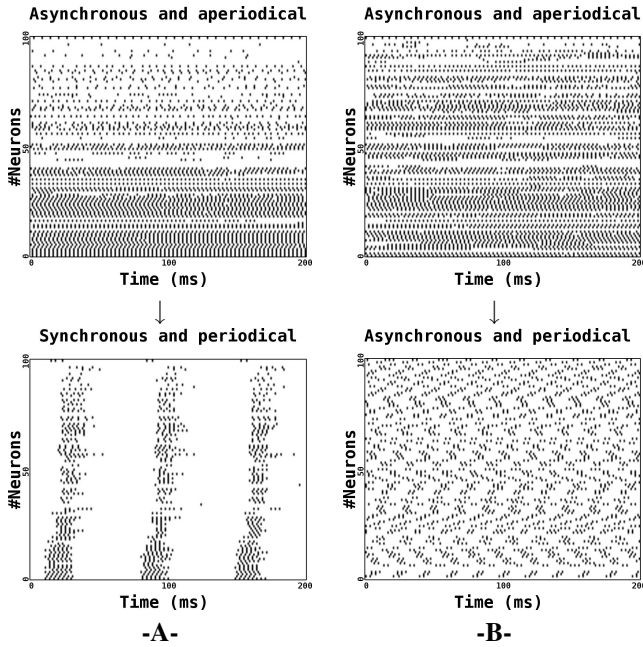 Asynchronous and aperiodical
#Neurons
100
50
0
0 100 200
Time (ms)
↓
Synchronous and periodical
#Neurons
100
50
0
0 100 200
Time (ms)
-A-
Asynchronous and aperiodical
#Neurons
100
50
0
0 100 200
Time (ms)
↓
Asynchronous and periodical
#Neurons
100
50
0
0 100 200
Time (ms)
-B-